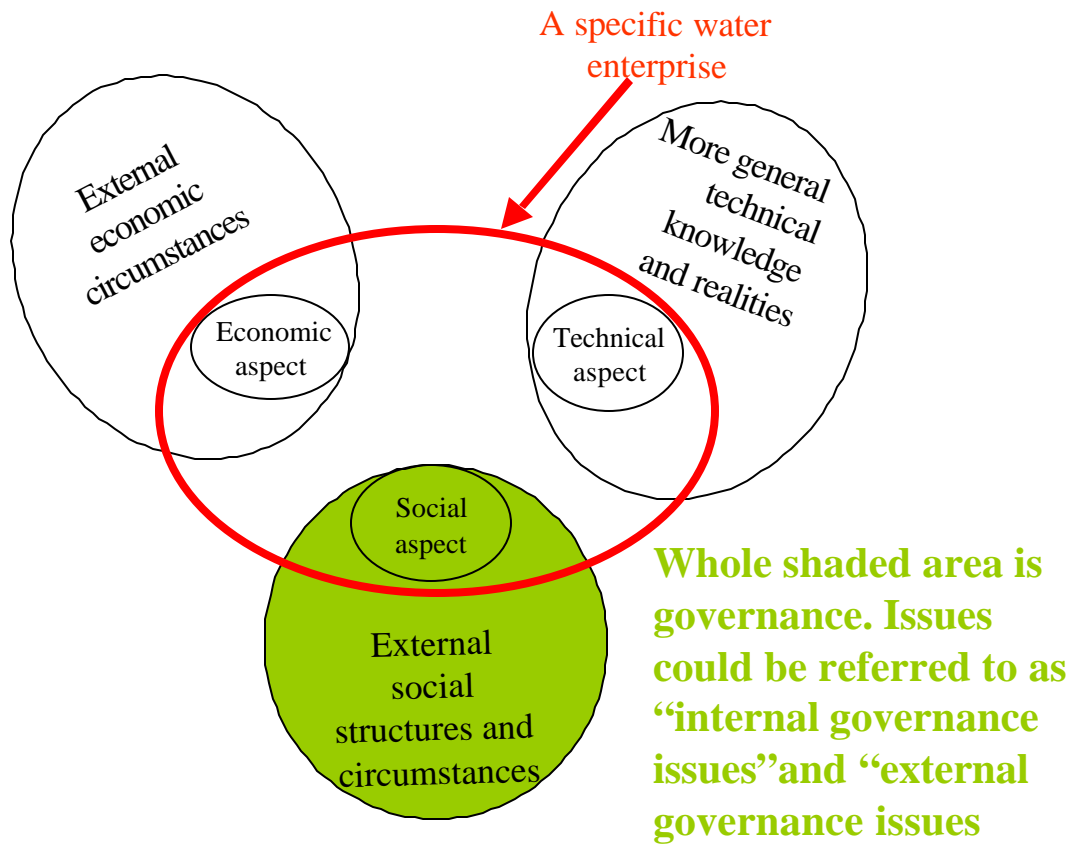 A specific water
enterprise
External
economic
circumstances
More general
technical
knowledge
and realities
Economic
aspect
Technical
aspect
Social
aspect
External
social
structures and
circumstances
Whole shaded area is
governance. Issues
could be referred to as
“internal governance
issues”and “external
governance issues